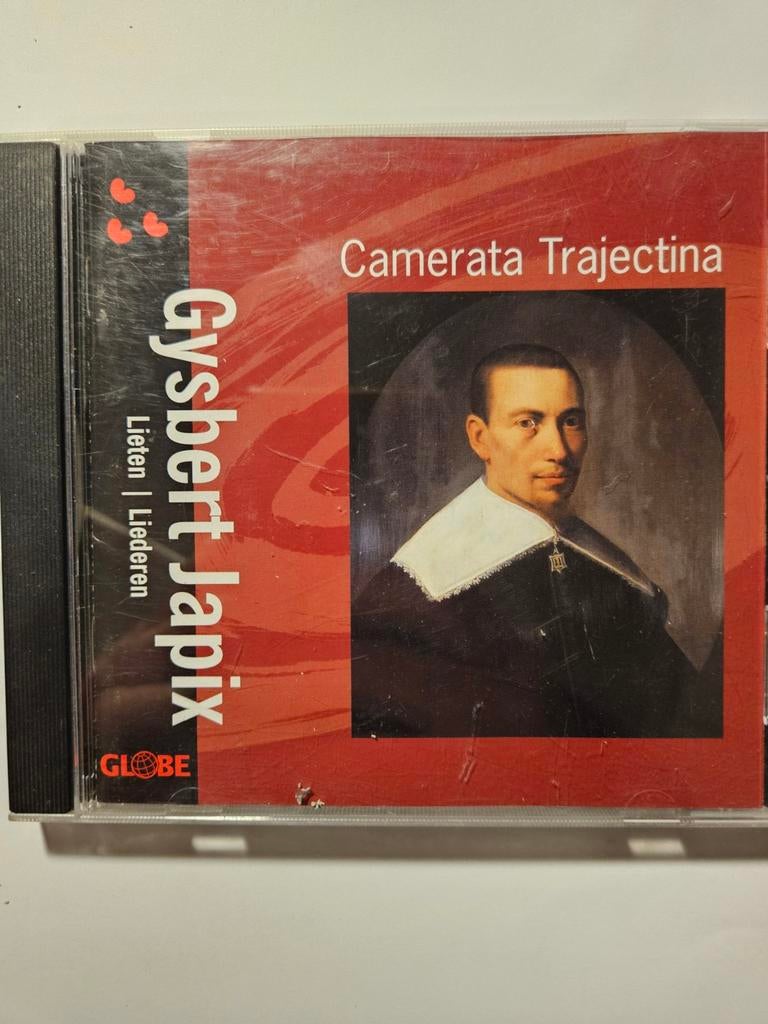 Camerata Trajectina
Gysbert Japix
Lieten | Liederen
GLOBE